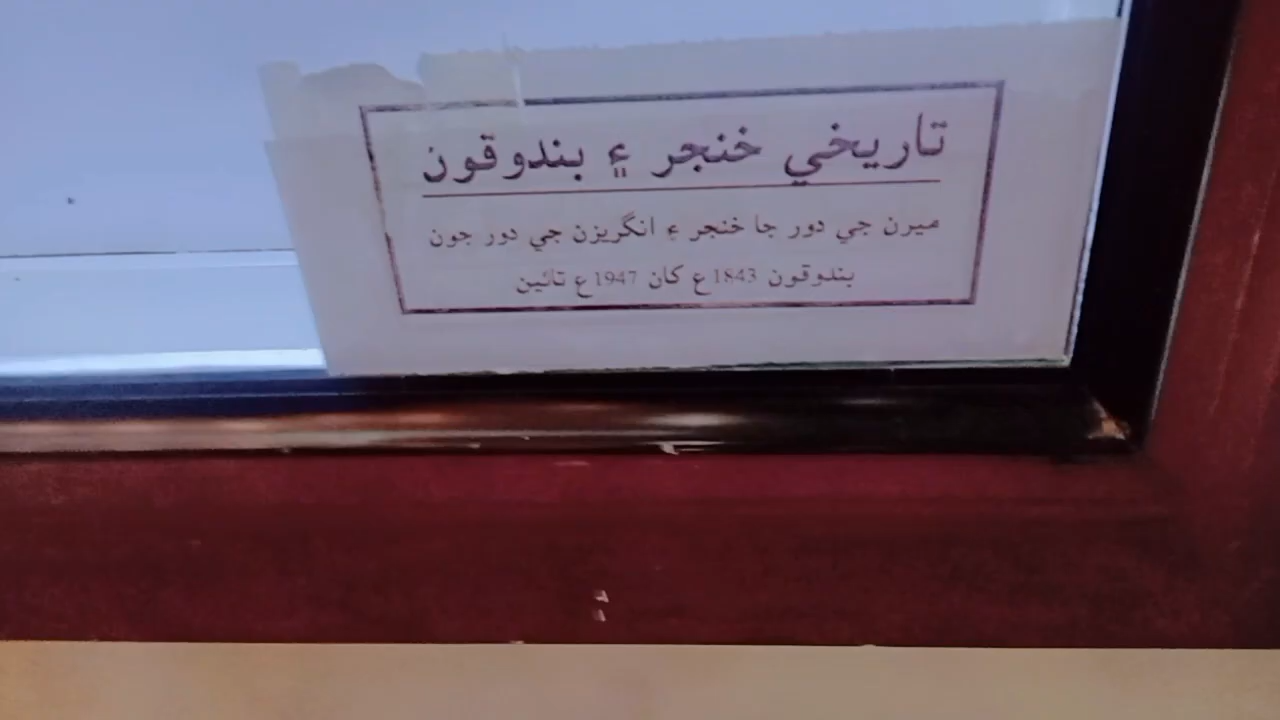 تاريخي خنجر ۽ بندوقون
ميرن جي دور جا خنجر ۽ انگريزن جي دور جون
بندوقون 1843ع کان 1947ع تائين